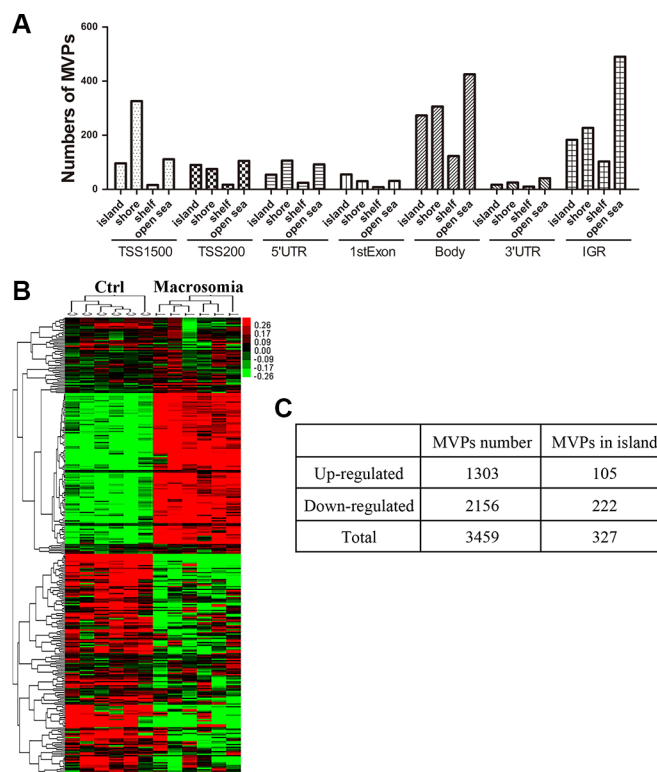 A
Numbers of MVPs
600
400
200
0
island shore shelf open sea island shore shelf open sea island shore shelf open sea island shore shelf open sea island shore shelf open sea island shore shelf open sea island shore shelf open sea
TSS1500 TSS200 5'UTR 1stExon Body 3'UTR IGR
B
Ctrl Macrosomia
C C C C C C T T T T T T
0.26
0.17
0.09
0.00
-0.09
-0.17
-0.26
C
MVPs number MVPs in island
Up-regulated 1303 105
Down-regulated 2156 222
Total 3459 327